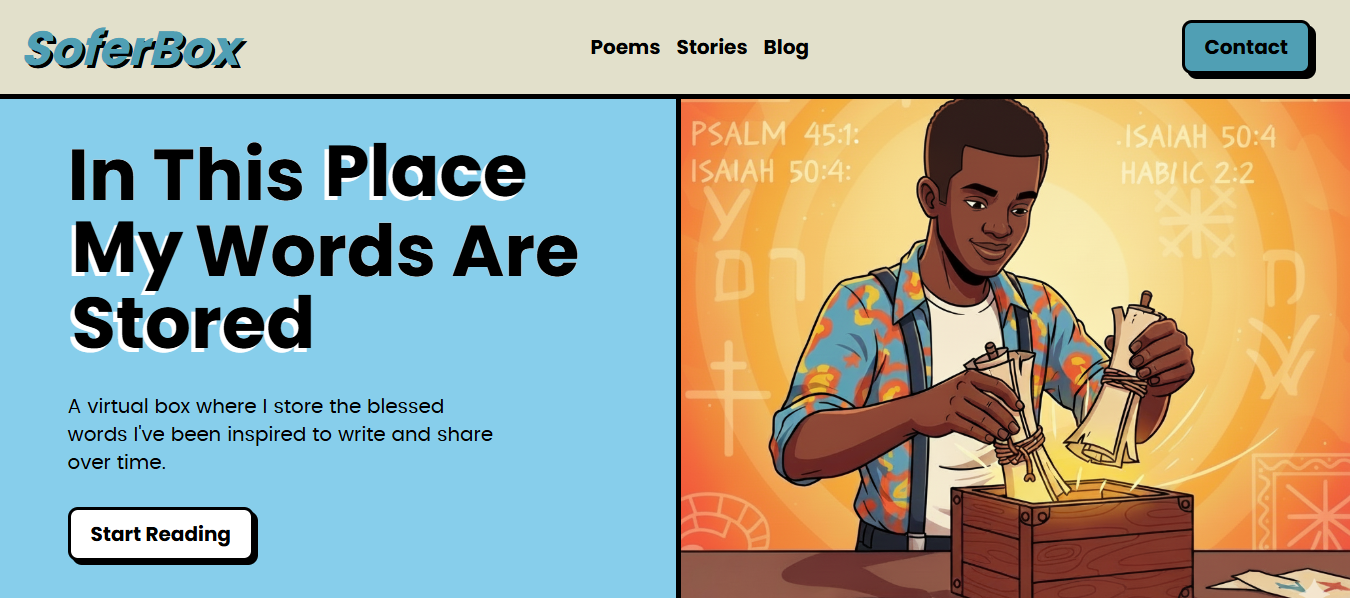 SoferBox
Poems Stories Blog
Contact
In This Place
My Words Are
Stored
A virtual box where I store the blessed
words I've been inspired to write and share
over time.
Start Reading
PSALM 45:1:
ISAIAH 50:4:
.ISAIAH 50:4
2:2